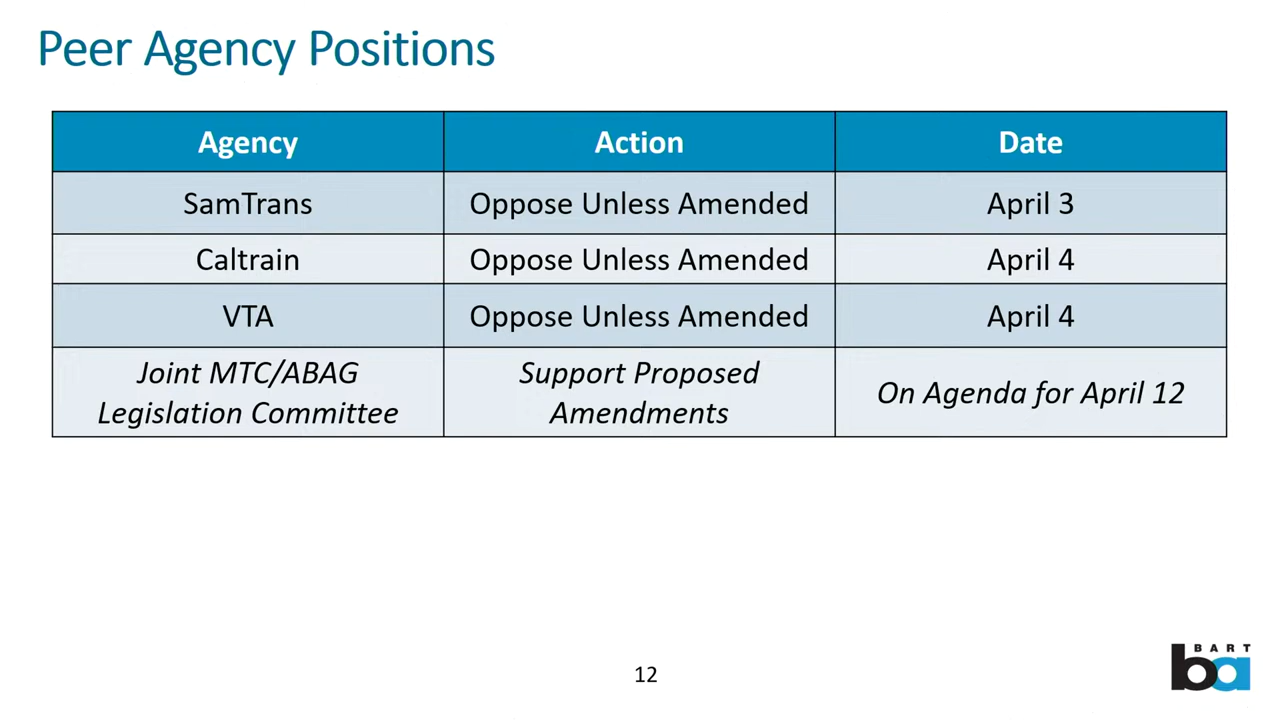 Peer Agency Positions
Agency Action Date
SamTrans Oppose Unless Amended April 3
Caltrain Oppose Unless Amended April 4
VTA Oppose Unless Amended April 4
Joint MTC/ABAG
Legislation Committee
Support Proposed
Amendments
On Agenda for April 12
12
BART
ba